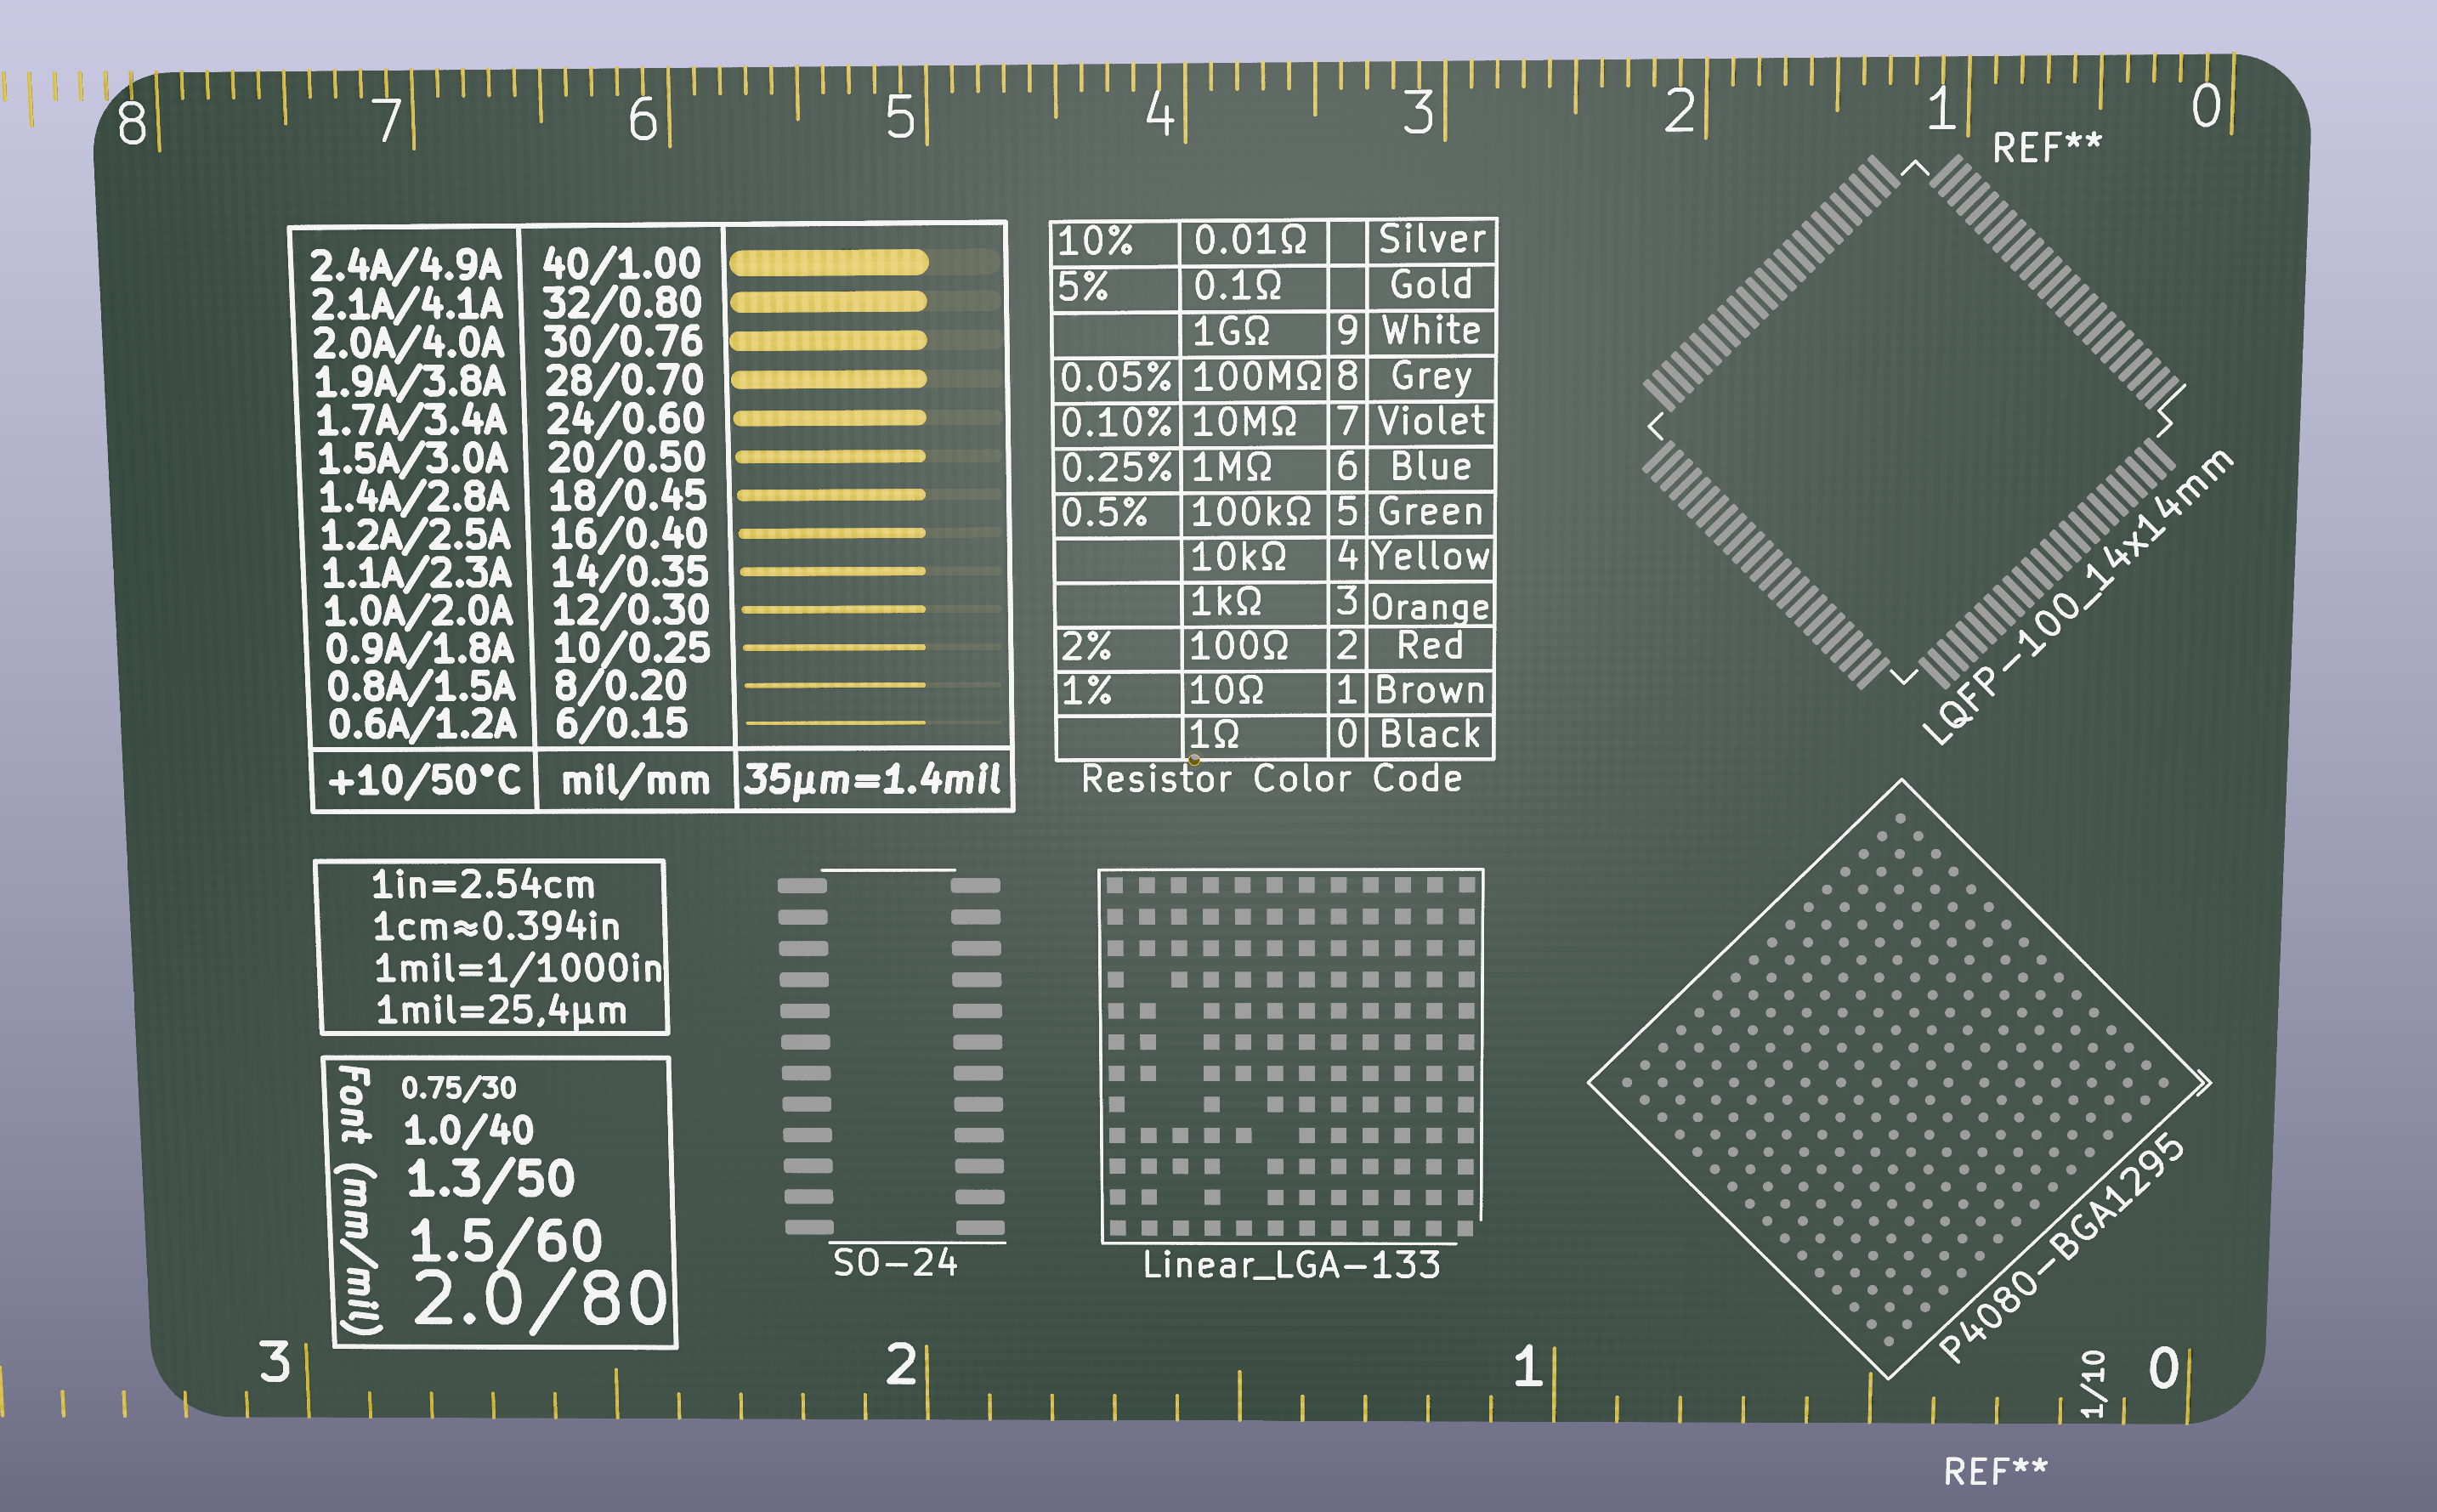 8 7 6 5 4 3 2 1 0
REF**
2.4A/4.9A 40/1.00
2.1A/4.1A 32/0.80
2.0A/4.0A 30/0.76
1.9A/3.8A 28/0.70
1.7A/3.4A 24/0.60
1.5A/3.0A 20/0.50
1.4A/2.8A 18/0.45
1.2A/2.5A 16/0.40
1.1A/2.3A 14/0.35
1.0A/2.0A 12/0.30
0.9A/1.8A 10/0.25
0.8A/1.5A 8/0.20
0.6A/1.2A 6/0.15
+10/50°C mil/mm 35µm=1.4mil
10% 0.01Ω Silver
5% 0.1Ω Gold
1GΩ 9 White
0.05% 100MΩ 8 Grey
0.10% 10MΩ 7 Violet
0.25% 1MΩ 6 Blue
0.5% 100kΩ 5 Green
10kΩ 4 Yellow
1kΩ 3 Orange
2% 100Ω 2 Red
1% 10Ω 1 Brown
1Ω 0 Black
Resistor Color Code
LQFP-100_14x14mm
1in=2.54cm
1cm≈0.394in
1mil=1/1000in
1mil=25,4µm
Font (mm/mil)
0.75/30
1.0/40
1.3/50
1.5/60
2.0/80
SO-24
Linear_LGA-133
P4080-BGA1295
3 2 1 0
1/10
REF**